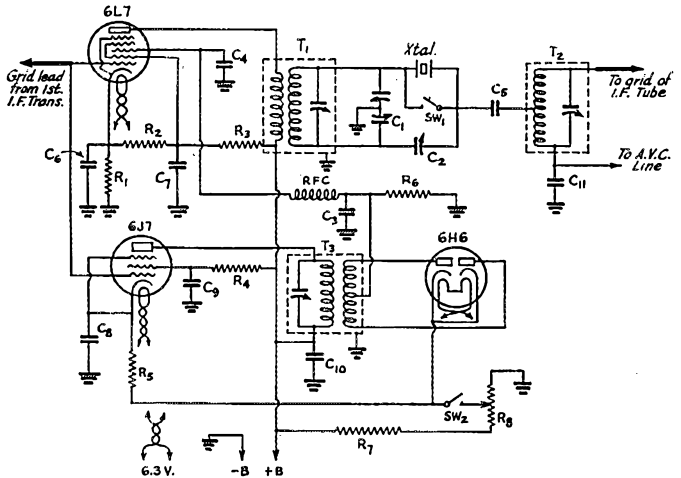 6L7
Grid lead
from 1st.
I.F. Trans.
C4
T1
Xtal.
T2
To grid of
I.F. Tube
C5
SW1
C1
C2
R2
R3
C6
R1
C7
To A.V.C.
Line
C11
RFC
R6
C3
6J7
T3
6H6
C9
R4
C8
C10
R5
SW2
R8
R7
6.3 V.
-B
+B